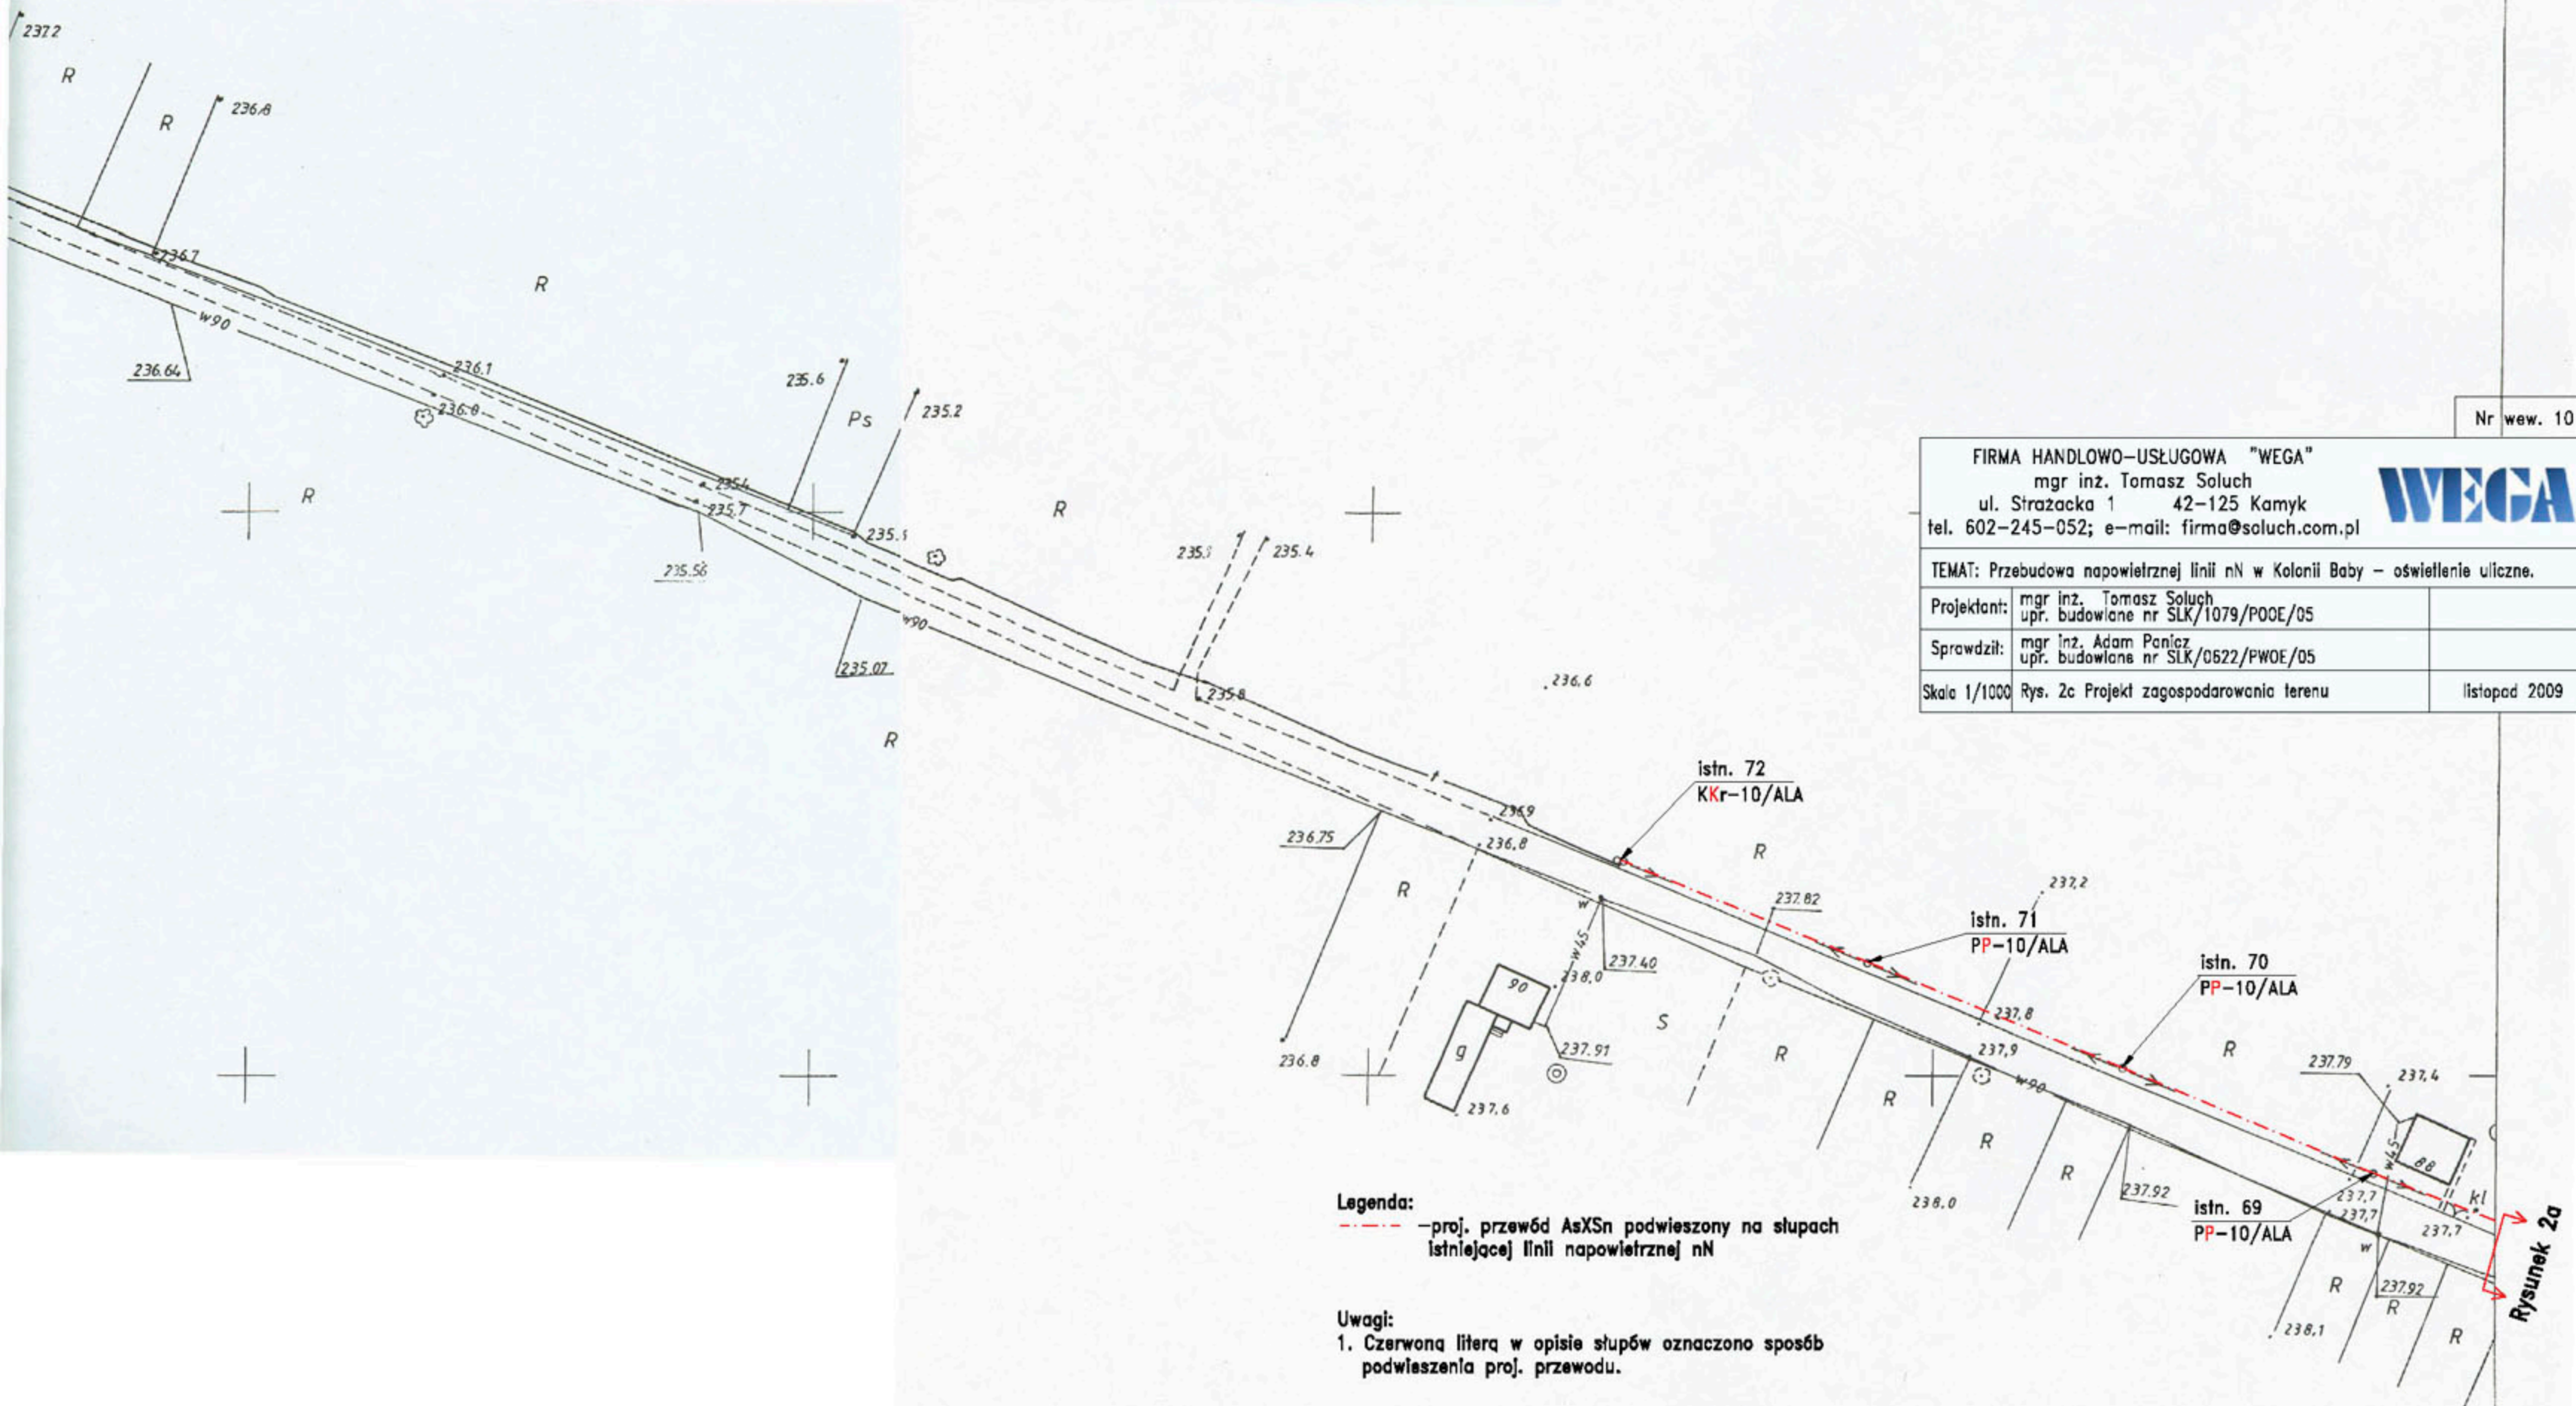 237.2
R
R
236.8
236.7
R
w90
236.64
236.1
236.0
235.6
Ps
235.2
R
R
235.7
235.56
w90
235.07
R
235.4
235.8
236.6
Nr wew. 10
FIRMA HANDLOWO-USŁUGOWA "WEGA"
mgr inż. Tomasz Soluch
ul. Strażacka 1 42-125 Kamyk
tel. 602-245-052; e-mail: firma@soluch.com.pl
WEGA
TEMAT: Przebudowa napowietrznej linii nN w Kolonii Baby – oświetlenie uliczne.
Projektant:
mgr inż. Tomasz Soluch
upr. budowlane nr SLK/1079/POOE/05
Sprawdził:
mgr inż. Adam Panicz
upr. budowlane nr SLK/0622/PWOE/05
Skala 1/1000
Rys. 2c Projekt zagospodarowania terenu
listopad 2009
istn. 72
KKr-10/ALA
236.9
236.75
236,8
R
R
237.82
237,2
istn. 71
PP-10/ALA
istn. 70
PP-10/ALA
w
w45
237.40
238,0
90
S
g
237.91
236.8
237,6
237,8
237,9
R
w90
R
R
R
R
237.79
237,4
w45
88
kl
238,0
237.92
237,7
237,7
237,7
istn. 69
PP-10/ALA
w
237.92
R
R
R
238,1
Rysunek 2a
Legenda:
–proj. przewód AsXSn podwieszony na słupach
istniejącej linii napowietrznej nN
Uwagi:
1. Czerwoną literą w opisie słupów oznaczono sposób
podwieszenia proj. przewodu.